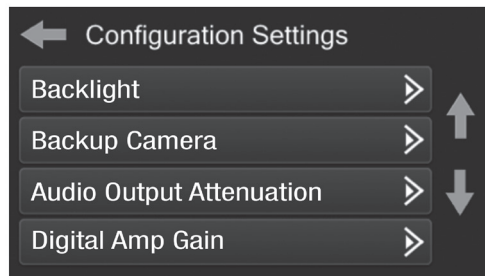 Configuration Settings
Backlight
Backup Camera
Audio Output Attenuation
Digital Amp Gain